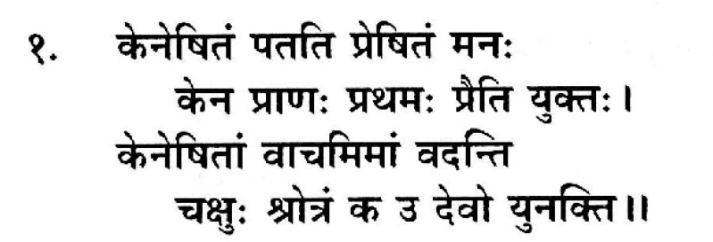 १. केनेषितं पतति प्रेषितं मनः
केन प्राणः प्रथमः प्रैति युक्तः।
केनेषितां वाचमिमां वदन्ति
चक्षुः श्रोत्रं क उ देवो युनक्ति॥